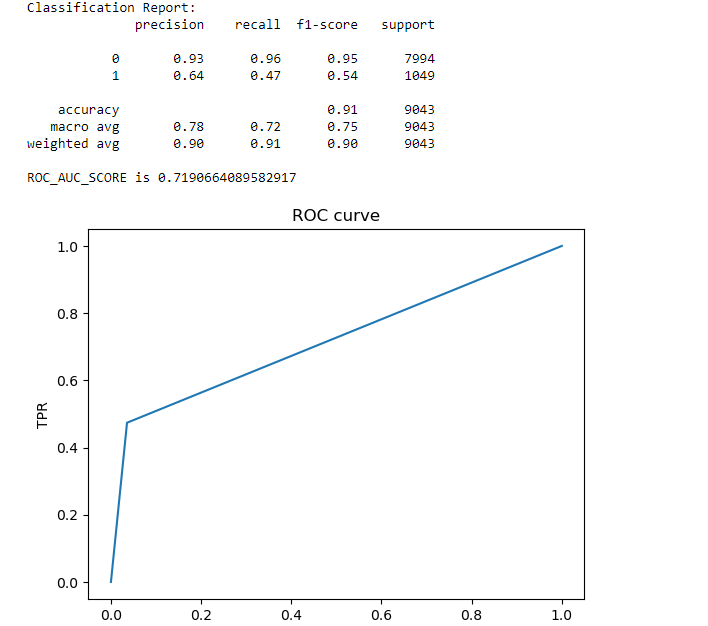 Classification Report:
precision recall f1-score support
0 0.93 0.96 0.95 7994
1 0.64 0.47 0.54 1049
accuracy 0.91 9043
macro avg 0.78 0.72 0.75 9043
weighted avg 0.90 0.91 0.90 9043
ROC_AUC_SCORE is 0.7190664089582917
ROC curve
1.0
0.8
0.6
TPR
0.4
0.2
0.0
0.0 0.2 0.4 0.6 0.8 1.0